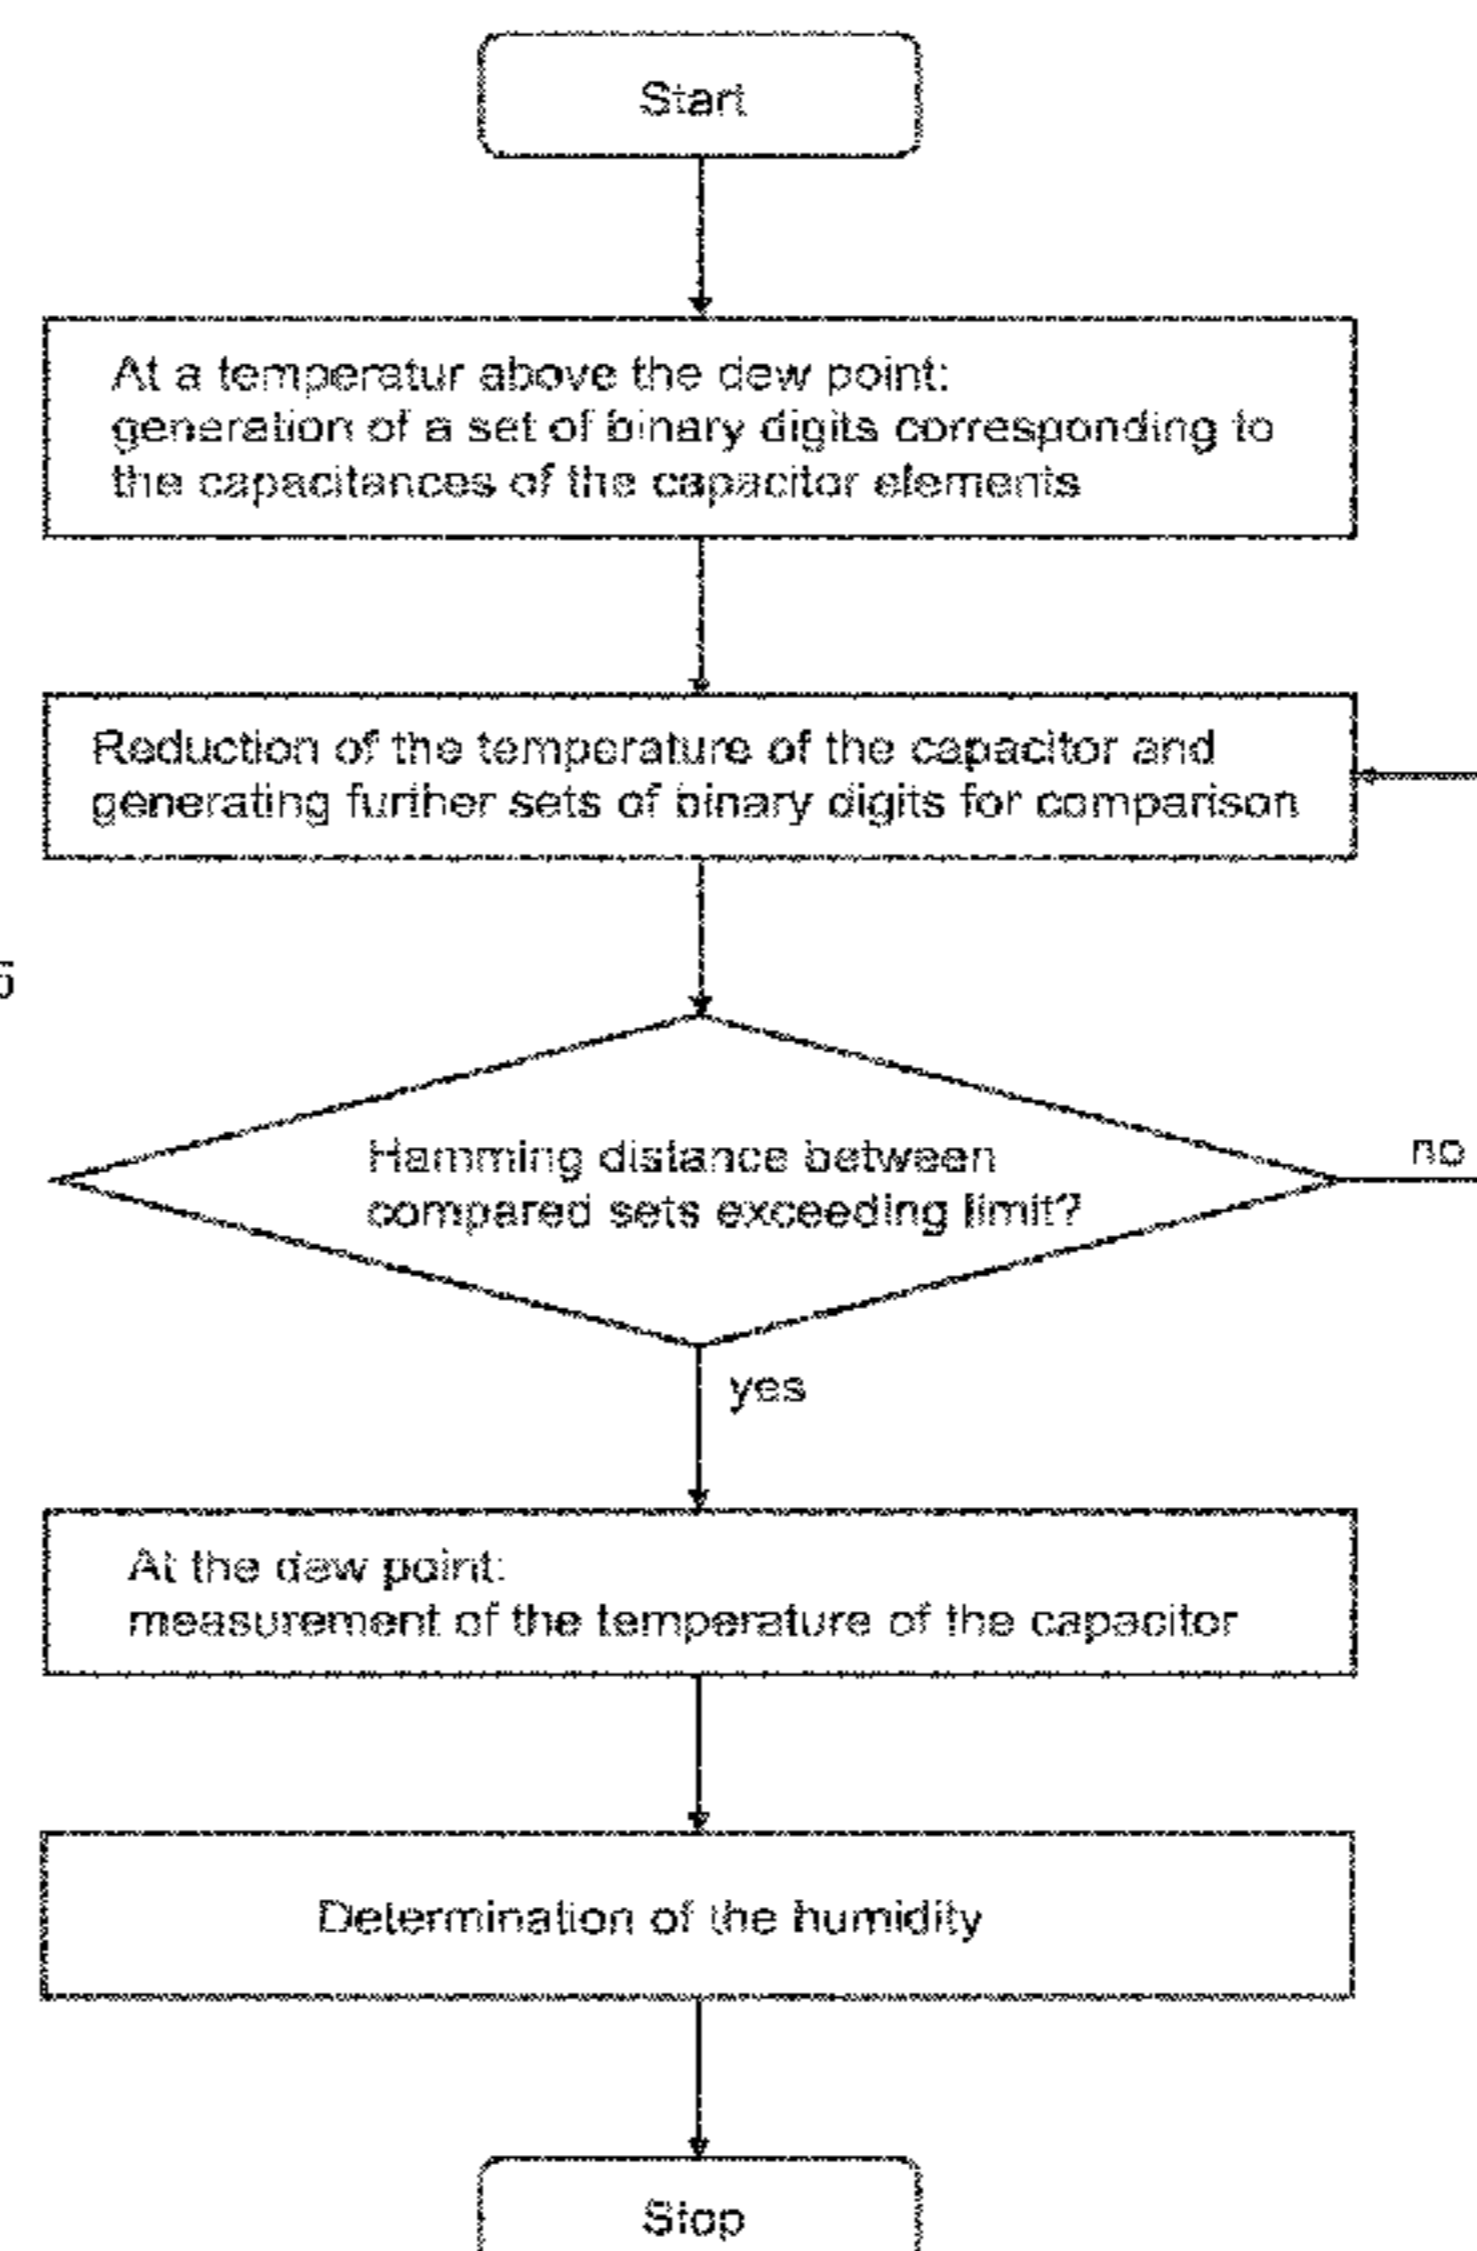 Start
At a temperatur above the dew point:
generation of a set of binary digits corresponding to
the capacitances of the capacitor elements
Reduction of the temperature of the capacitor and
generating further sets of binary digits for comparison
Hamming distance between
compared sets exceeding limit?
no
yes
At the dew point:
measurement of the temperature of the capacitor
Determination of the humidity
Stop